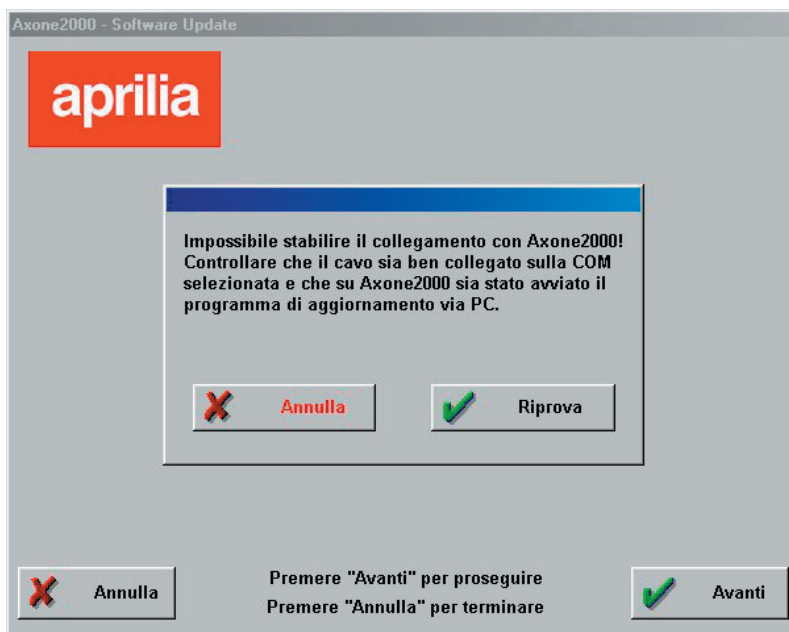 Axone2000 - Software Update
aprilia
Impossibile stabilire il collegamento con Axone2000!
Controllare che il cavo sia ben collegato sulla COM
selezionata e che su Axone2000 sia stato avviato il
programma di aggiornamento via PC.
Annulla
Riprova
Annulla
Premere "Avanti" per proseguire
Premere "Annulla" per terminare
Avanti